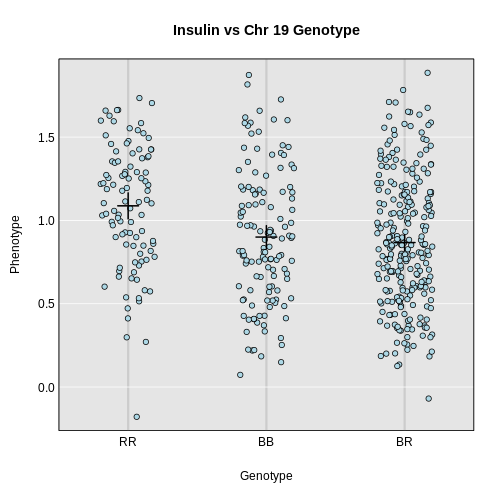 Insulin vs Chr 19 Genotype
Phenotype
1.5
1.0
0.5
0.0
RR BB BR
Genotype